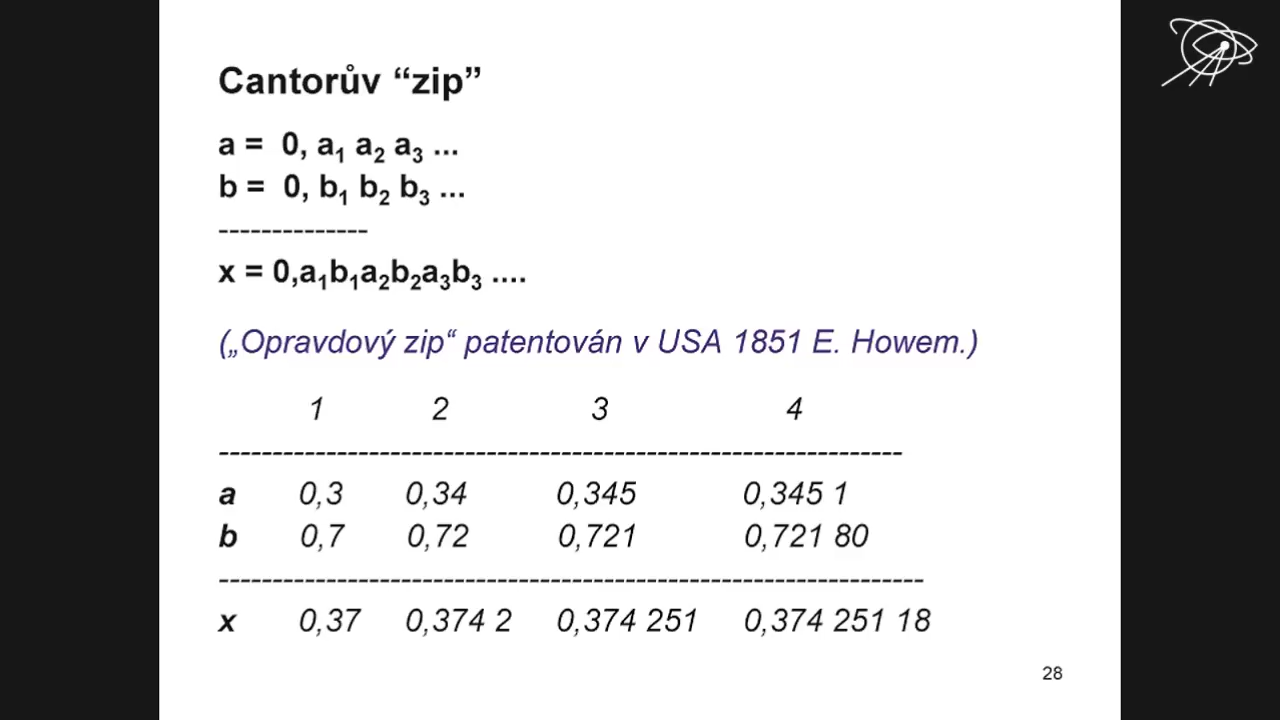 Cantorův “zip”
a = 0, a₁ a₂ a₃ ...
b = 0, b₁ b₂ b₃ ...
--------------
x = 0,a₁b₁a₂b₂a₃b₃ ....
(„Opravdový zip“ patentován v USA 1851 E. Howem.)
1 2 3 4
----------------------------------------------------------------
a 0,3 0,34 0,345 0,345 1
b 0,7 0,72 0,721 0,721 80
------------------------------------------------------------------
x 0,37 0,374 2 0,374 251 0,374 251 18
28